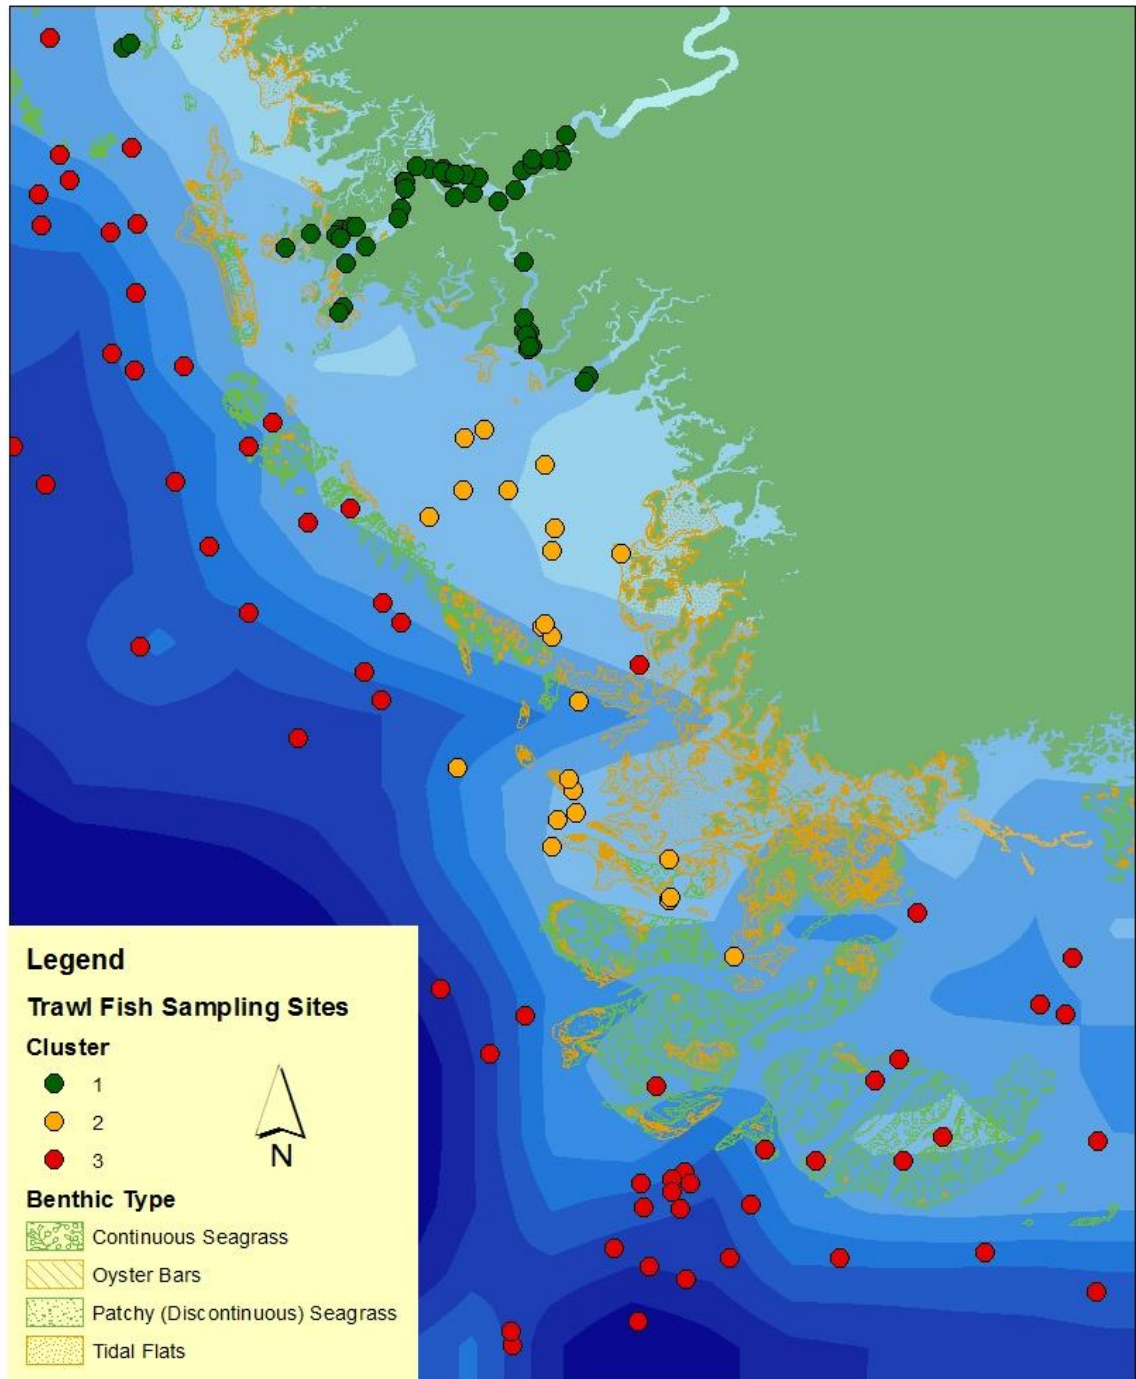 Legend
Trawl Fish Sampling Sites
Cluster
1
2
3
N
Benthic Type
Continuous Seagrass
Oyster Bars
Patchy (Discontinuous) Seagrass
Tidal Flats